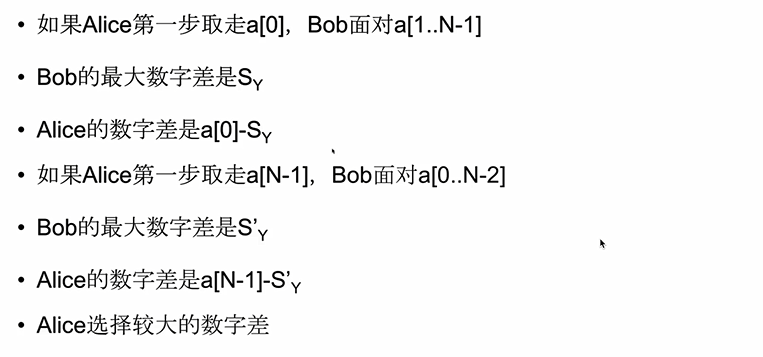 • 如果Alice第一步取走a[0]，Bob面对a[1..N-1]
• Bob的最大数字差是S_Y
• Alice的数字差是a[0]-S_Y
• 如果Alice第一步取走a[N-1]，Bob面对a[0..N-2]
• Bob的最大数字差是S’_Y
• Alice的数字差是a[N-1]-S’_Y
• Alice选择较大的数字差